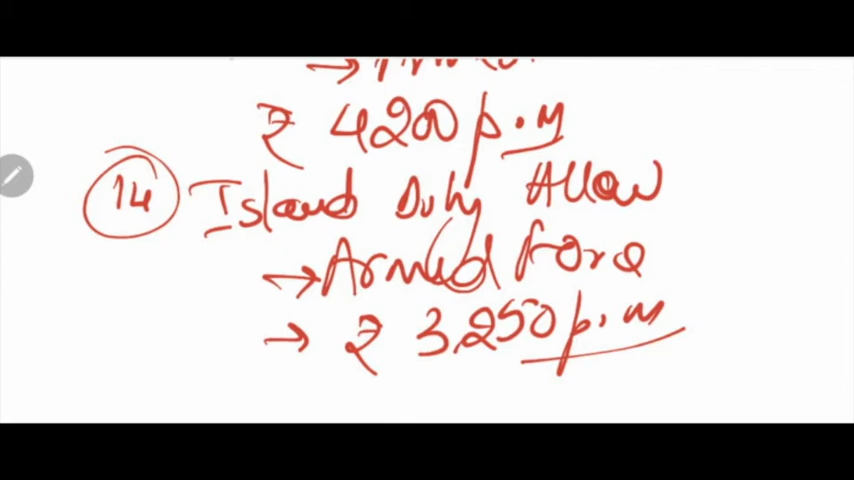 ₹ 4200 p.m
14 Island Duty Allow
→ Armed Force
→ ₹ 3,250 p.m